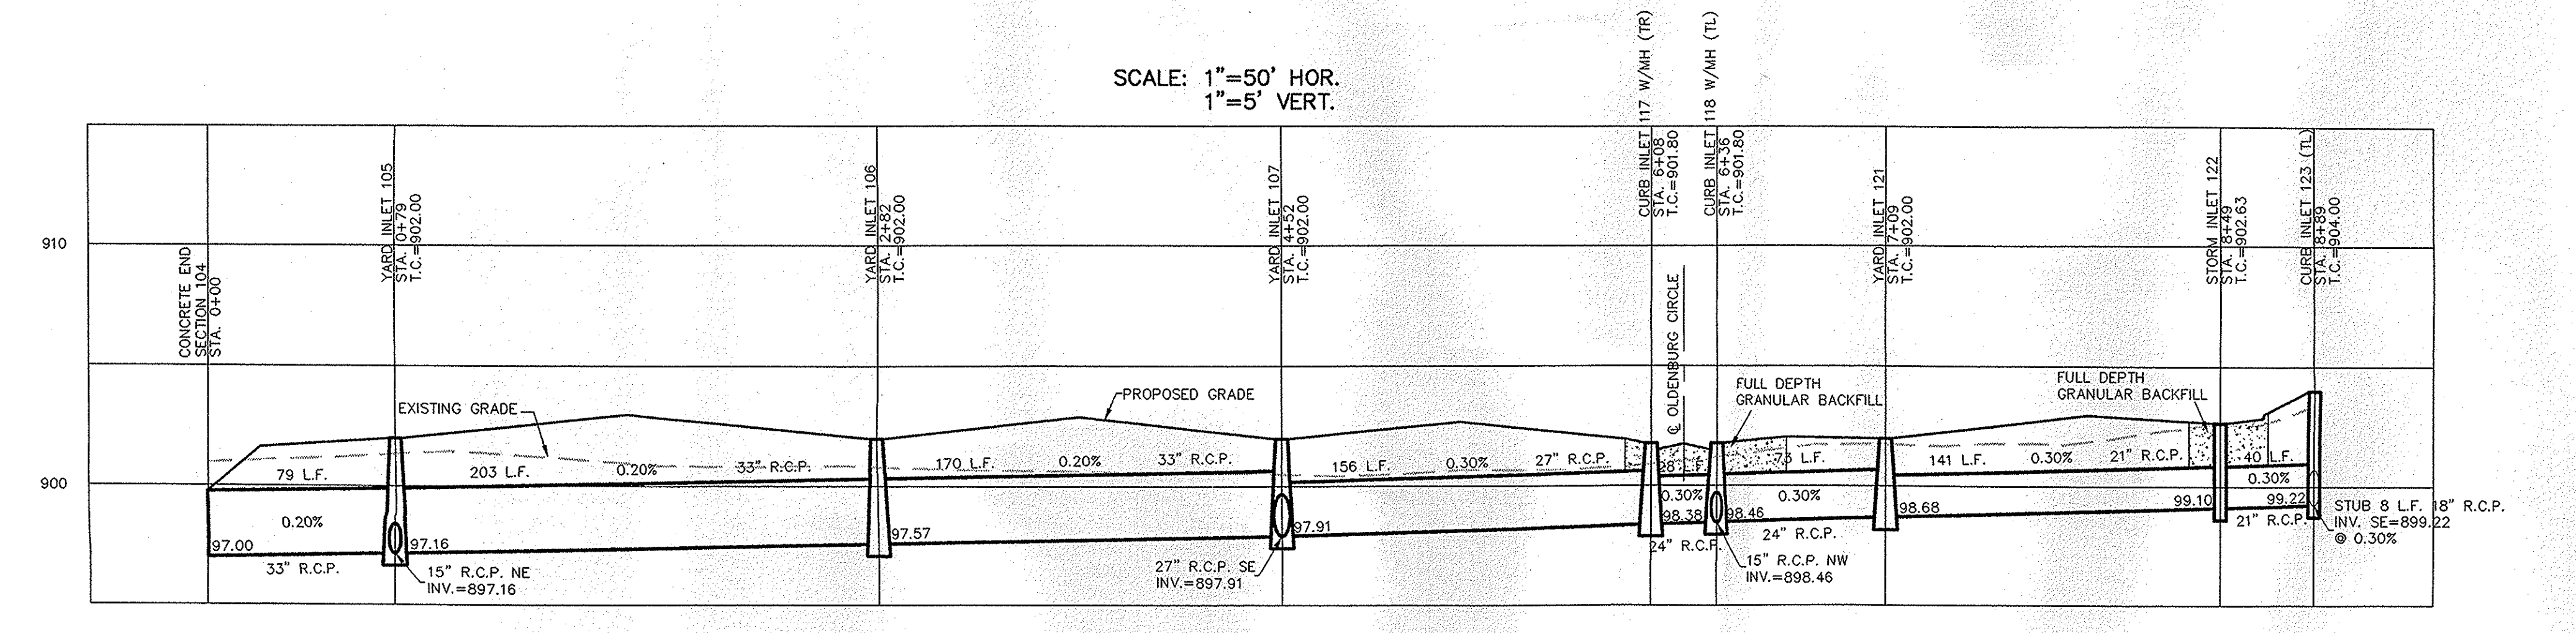 SCALE: 1"=50' HOR.
1"=5' VERT.
CONCRETE END
SECTION 104
STA. 0+00
YARD INLET 105
STA. 0+79
T.C.=902.00
YARD INLET 106
STA. 2+82
T.C.=902.00
YARD INLET 107
STA. 4+52
T.C.=902.00
CURB INLET 117 W/MH (TR)
STA. 6+08
T.C.=901.80
℄ OLDENBURG CIRCLE
CURB INLET 118 W/MH (TL)
STA. 6+36
T.C.=901.80
YARD INLET 121
STA. 7+09
T.C.=902.00
STORM INLET 122
STA. 8+49
T.C.=902.63
CURB INLET 123 (TL)
STA. 8+89
T.C.=904.00
910
900
EXISTING GRADE
PROPOSED GRADE
FULL DEPTH
GRANULAR BACKFILL
FULL DEPTH
GRANULAR BACKFILL
79 L.F.
203 L.F.
0.20%
33" R.C.P.
170 L.F.
0.20%
33" R.C.P.
156 L.F.
0.30%
27" R.C.P.
28 L.F.
73 L.F.
141 L.F.
0.30%
21" R.C.P.
40 L.F.
0.20%
0.30%
0.30%
0.30%
97.00
97.16
97.57
97.91
98.38
98.46
98.68
99.10
99.22
33" R.C.P.
15" R.C.P. NE
INV.=897.16
27" R.C.P. SE
INV.=897.91
24" R.C.P.
24" R.C.P.
15" R.C.P. NW
INV.=898.46
21" R.C.P.
STUB 8 L.F. 18" R.C.P.
INV. SE=899.22
@ 0.30%